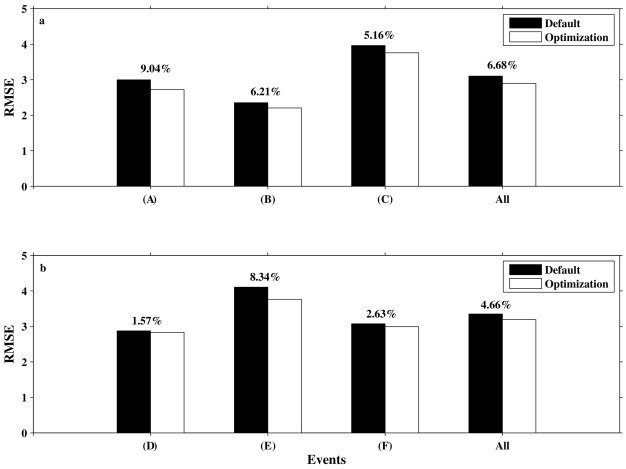 a
5
4
3
2
1
0
RMSE
9.04%
6.21%
5.16%
6.68%
Default
Optimization
(A) (B) (C) All
b
5
4
3
2
1
0
RMSE
1.57%
8.34%
2.63%
4.66%
Default
Optimization
(D) (E) (F) All
Events